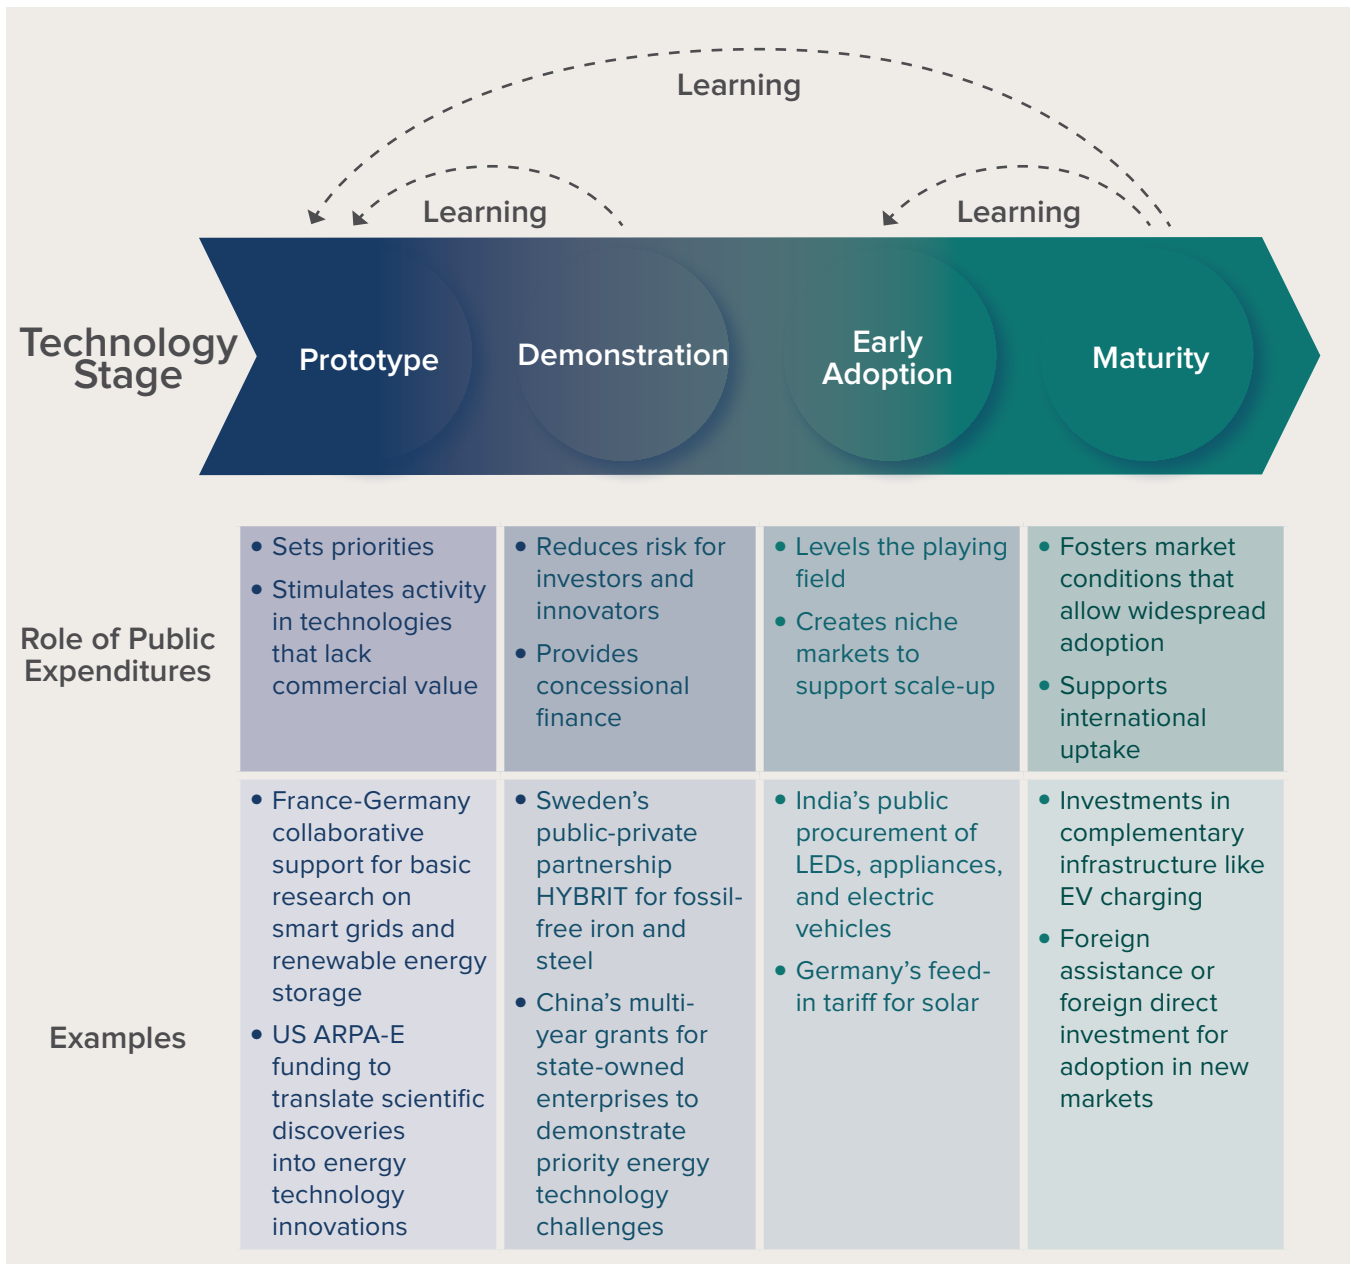 Learning
Learning
Learning
Technology
Stage
Prototype
Demonstration
Early
Adoption
Maturity
Role of Public
Expenditures
• Sets priorities
• Stimulates activity
in technologies
that lack
commercial value
• Reduces risk for
investors and
innovators
• Provides
concessional
finance
• Levels the playing
field
• Creates niche
markets to
support scale-up
• Fosters market
conditions that
allow widespread
adoption
• Supports
international
uptake
Examples
• France-Germany
collaborative
support for basic
research on
smart grids and
renewable energy
storage
• US ARPA-E
funding to
translate scientific
discoveries
into energy
technology
innovations
• Sweden’s
public-private
partnership
HYBRIT for fossil-
free iron and
steel
• China’s multi-
year grants for
state-owned
enterprises to
demonstrate
priority energy
technology
challenges
• India’s public
procurement of
LEDs, appliances,
and electric
vehicles
• Germany’s feed-
in tariff for solar
• Investments in
complementary
infrastructure like
EV charging
• Foreign
assistance or
foreign direct
investment for
adoption in new
markets